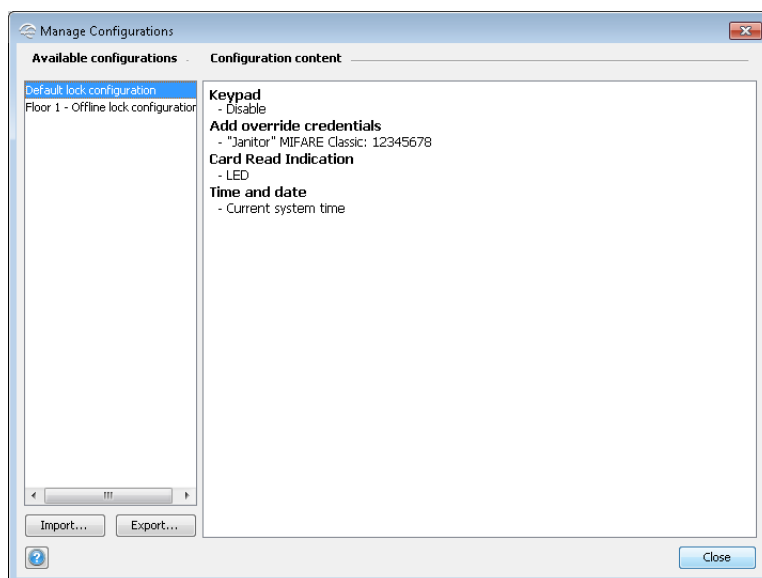 Manage Configurations
Available configurations
Configuration content
Default lock configuration
Floor 1 - Offline lock configuration
Keypad
- Disable
Add override credentials
- "Janitor" MIFARE Classic: 12345678
Card Read Indication
- LED
Time and date
- Current system time
Import...
Export...
?
Close